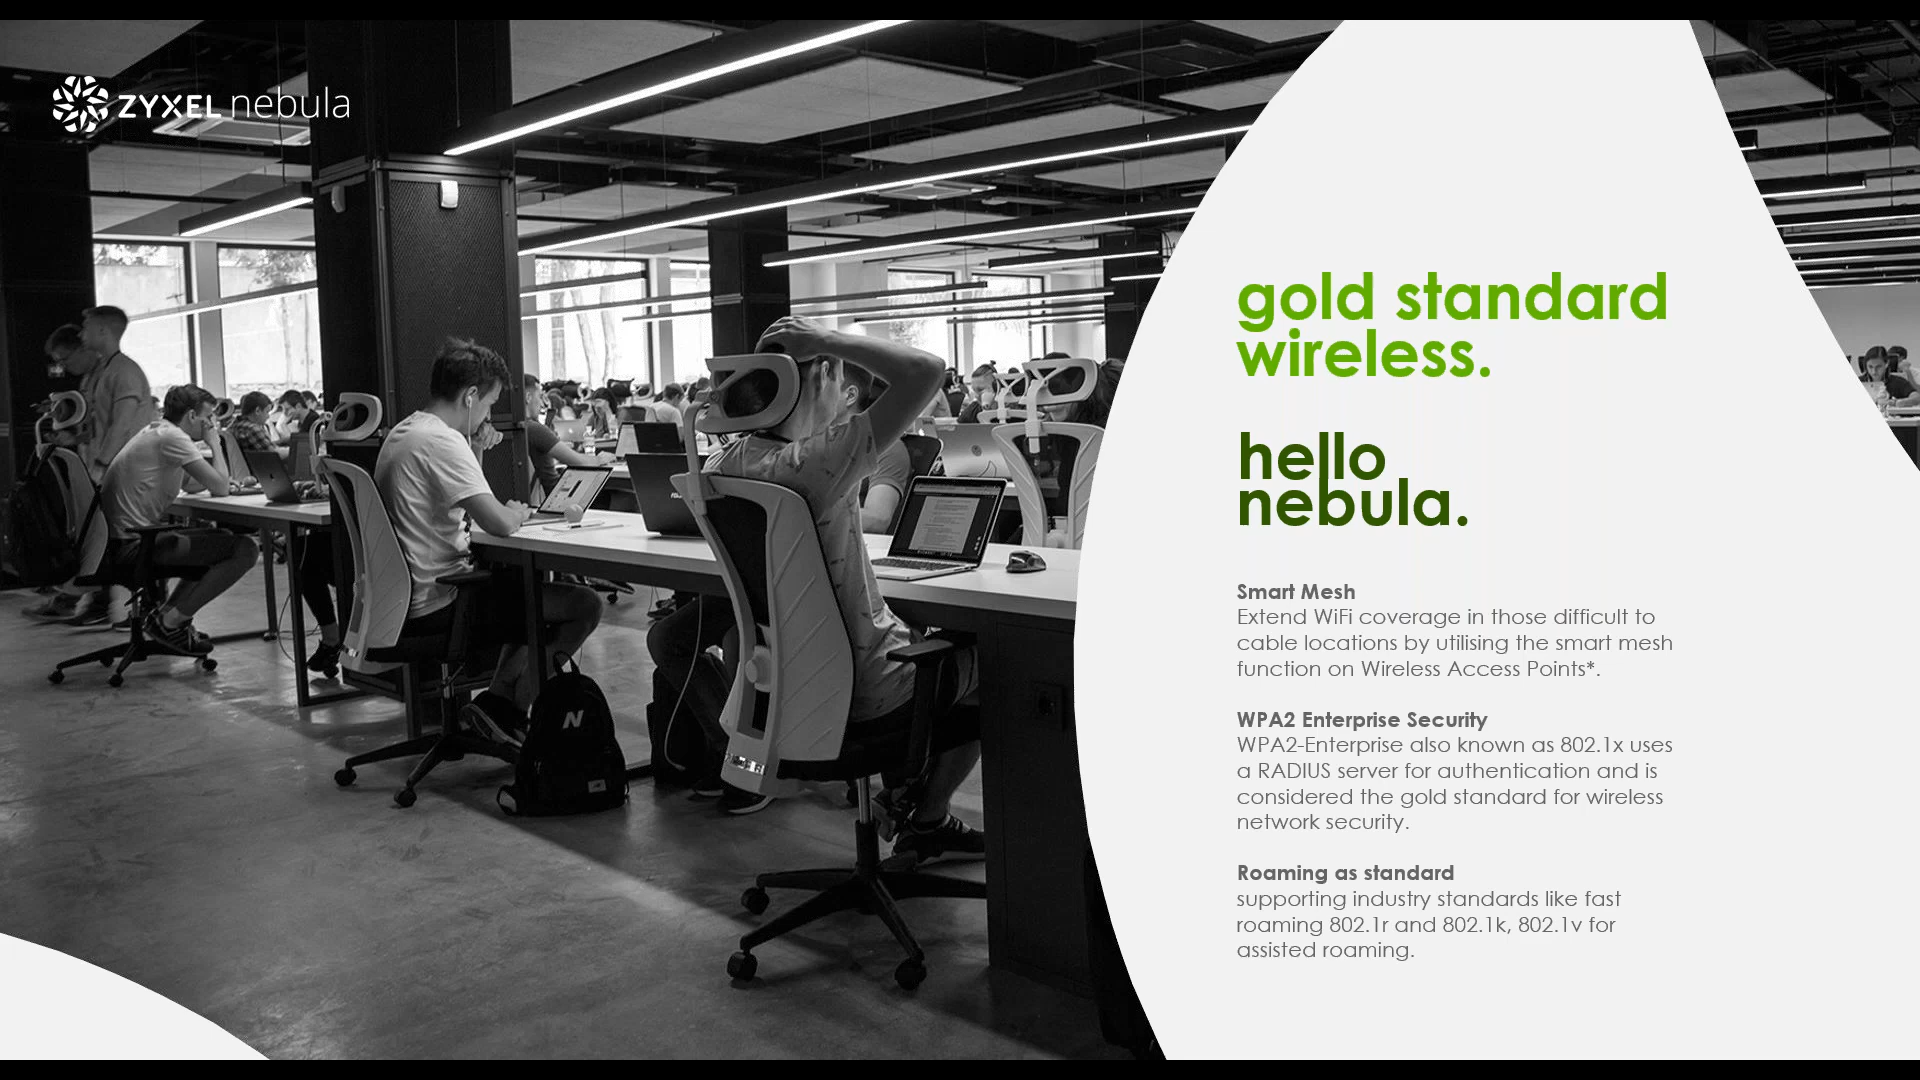 ZYXEL nebula
gold standard
wireless.
hello
nebula.
Smart Mesh
Extend WiFi coverage in those difficult to
cable locations by utilising the smart mesh
function on Wireless Access Points*.
WPA2 Enterprise Security
WPA2-Enterprise also known as 802.1x uses
a RADIUS server for authentication and is
considered the gold standard for wireless
network security.
Roaming as standard
supporting industry standards like fast
roaming 802.1r and 802.1k, 802.1v for
assisted roaming.